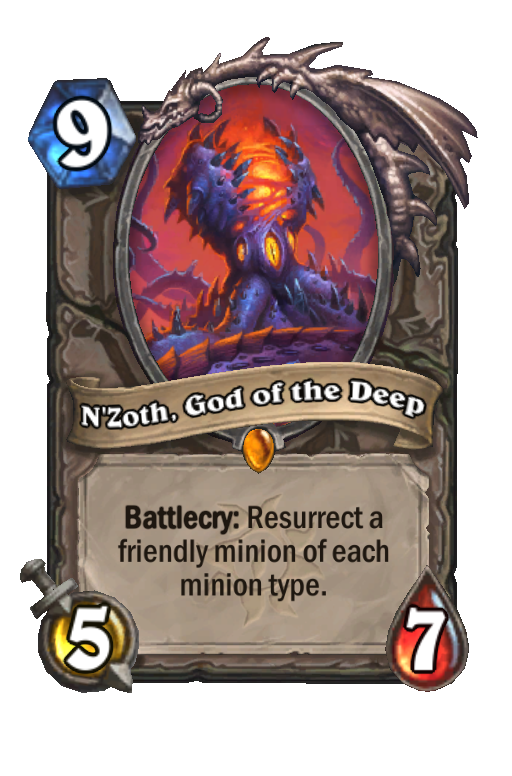 9
N'Zoth, God of the Deep
Battlecry: Resurrect a
friendly minion of each
minion type.
5
7